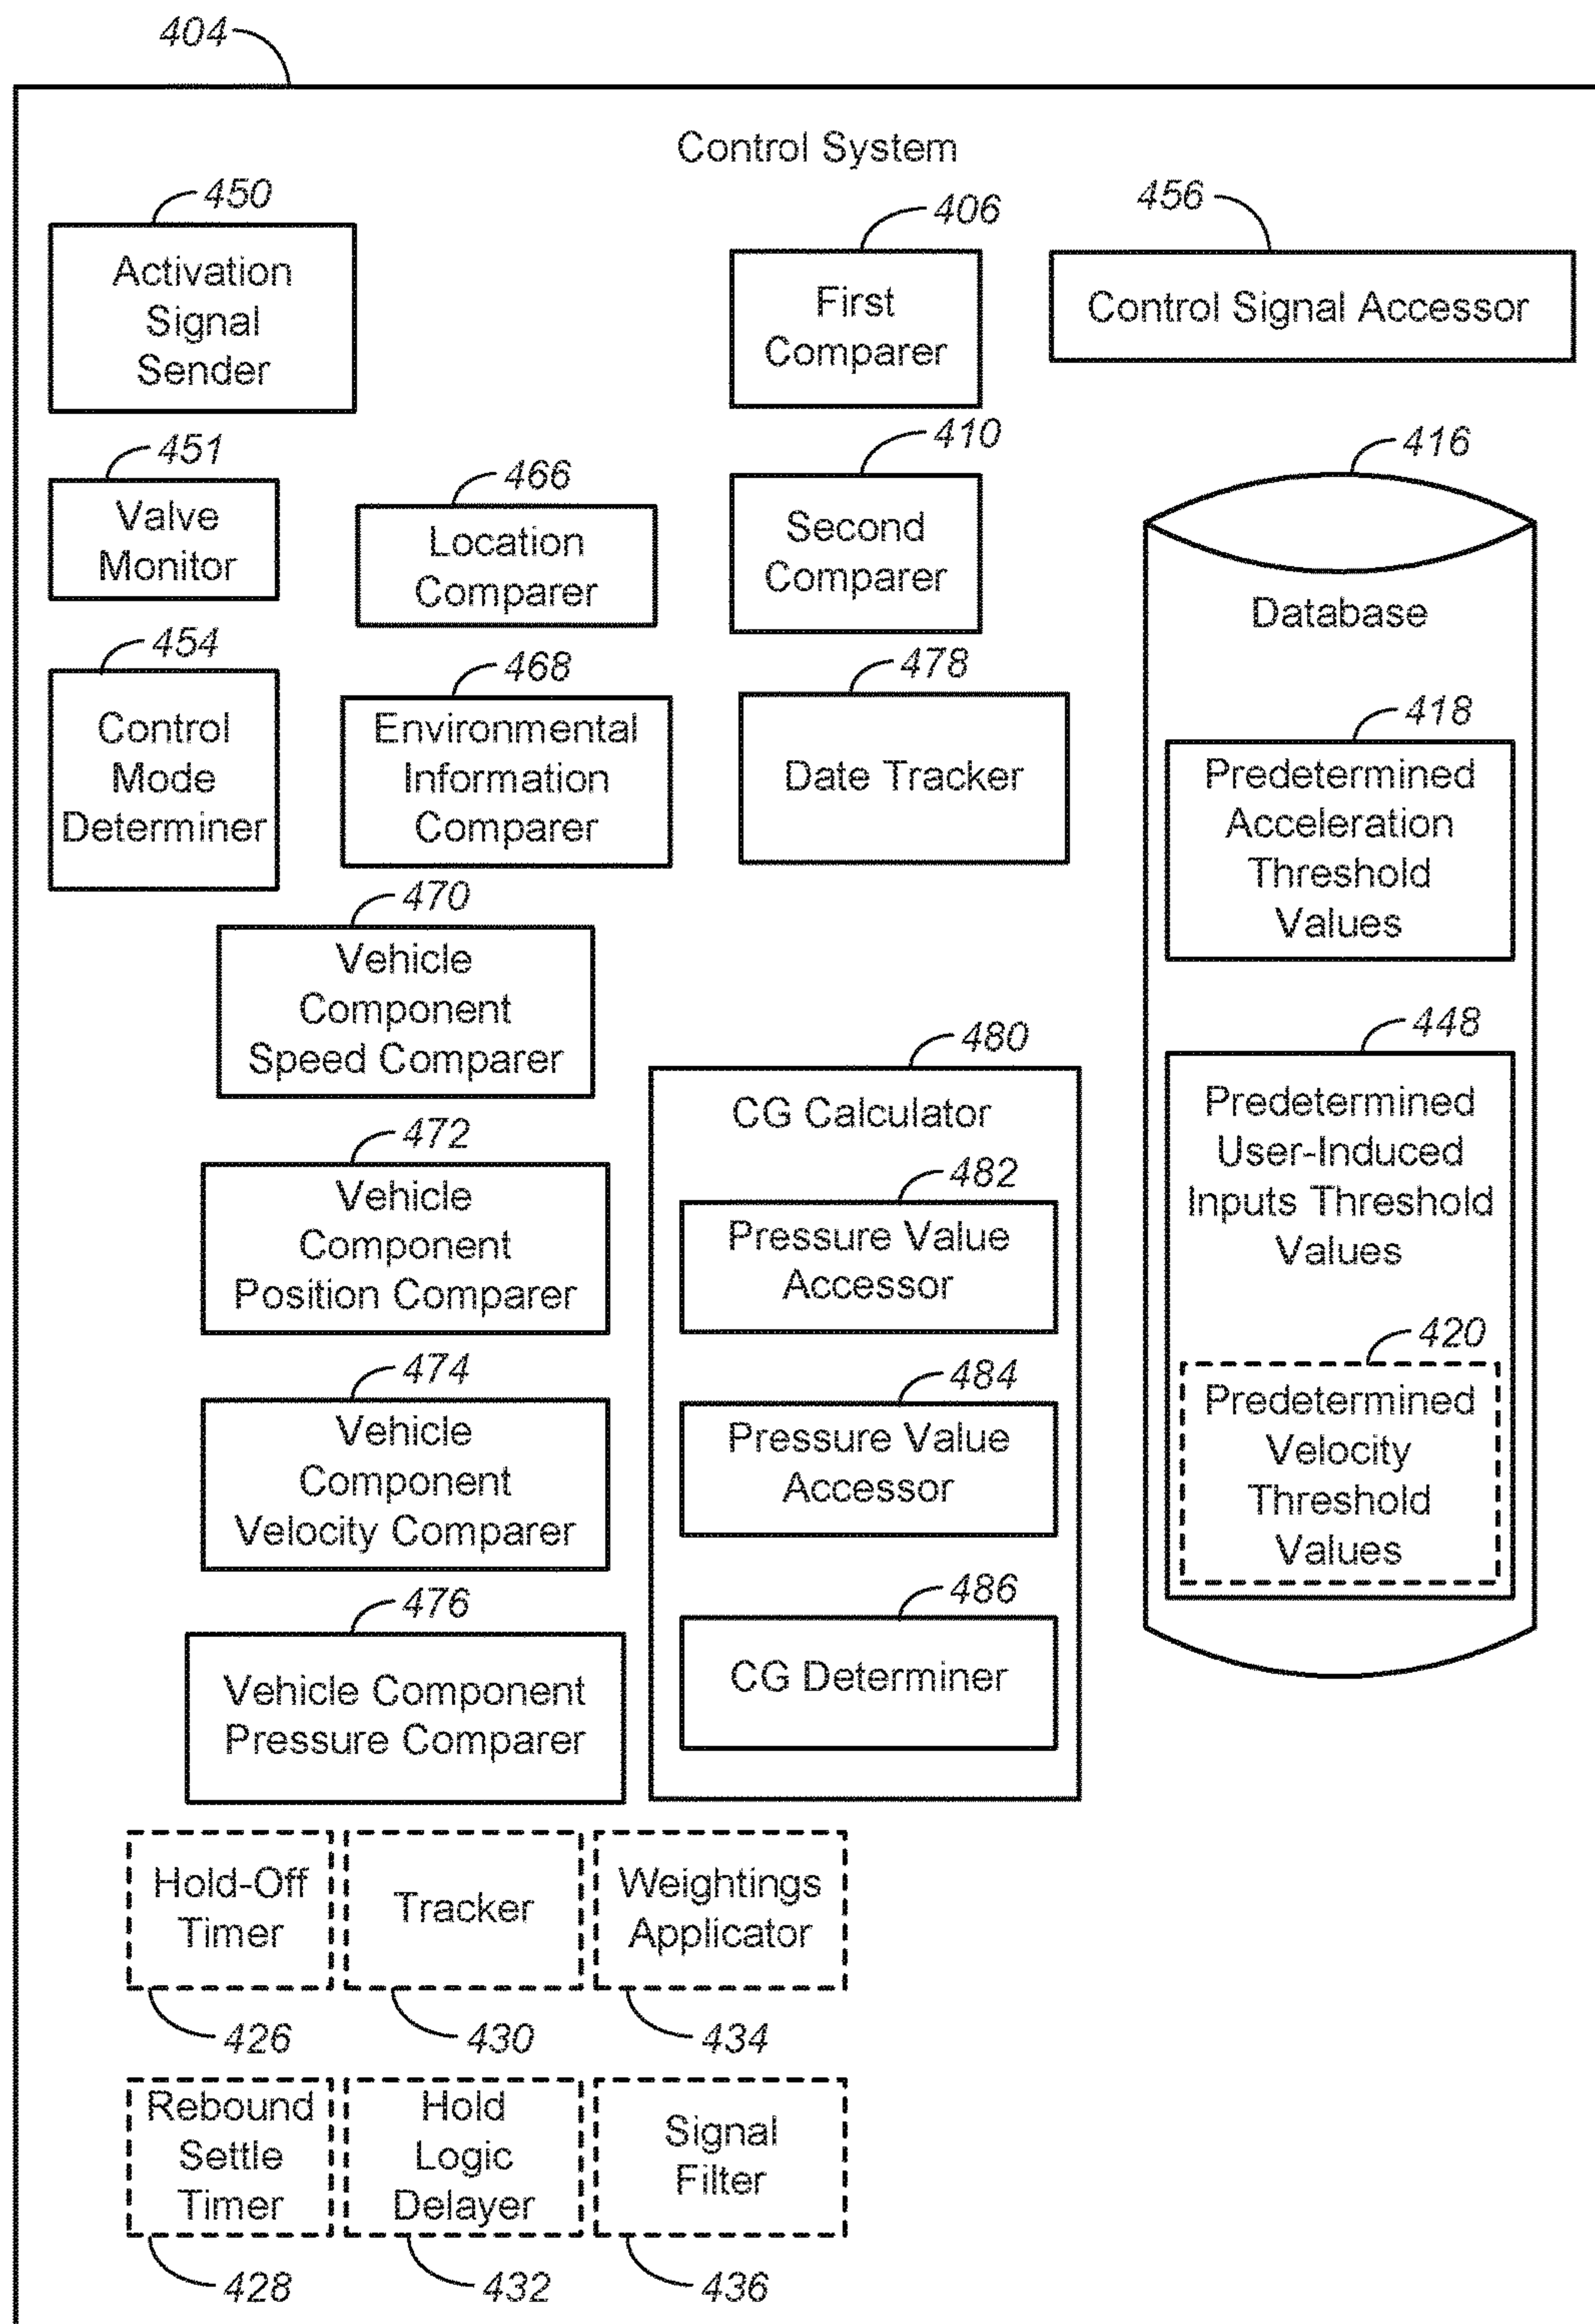 404
Control System
450
Activation
Signal
Sender
406
First
Comparer
456
Control Signal Accessor
451
Valve
Monitor
466
Location
Comparer
410
Second
Comparer
416
Database
454
Control
Mode
Determiner
468
Environmental
Information
Comparer
478
Date Tracker
418
Predetermined
Acceleration
Threshold
Values
470
Vehicle
Component
Speed Comparer
448
Predetermined
User-Induced
Inputs Threshold
Values
420
Predetermined
Velocity
Threshold
Values
480
CG Calculator
482
Pressure Value
Accessor
484
Pressure Value
Accessor
486
CG Determiner
472
Vehicle
Component
Position Comparer
474
Vehicle
Component
Velocity Comparer
476
Vehicle Component
Pressure Comparer
Hold-Off
Timer
426
Tracker
430
Weightings
Applicator
434
Rebound
Settle
Timer
428
Hold
Logic
Delayer
432
Signal
Filter
436